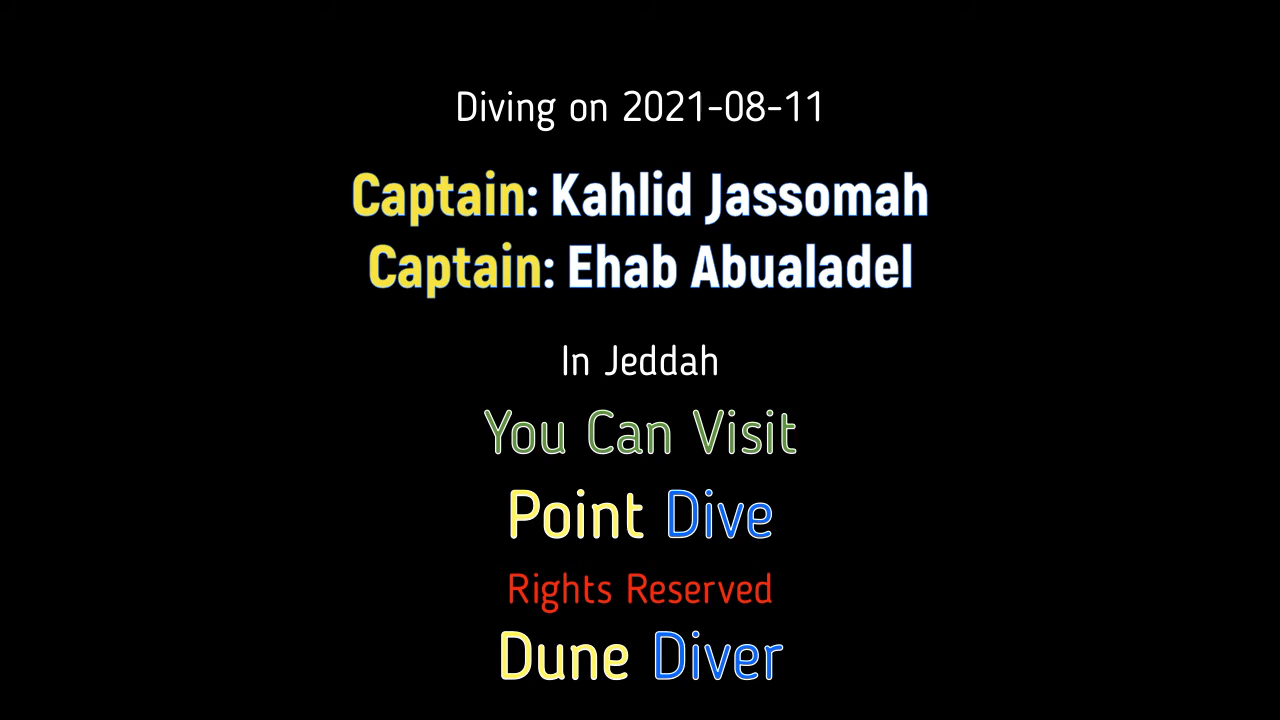 Diving on 2021-08-11
Captain: Kahlid Jassomah
Captain: Ehab Abualadel
In Jeddah
You Can Visit
Point Dive
Rights Reserved
Dune Diver